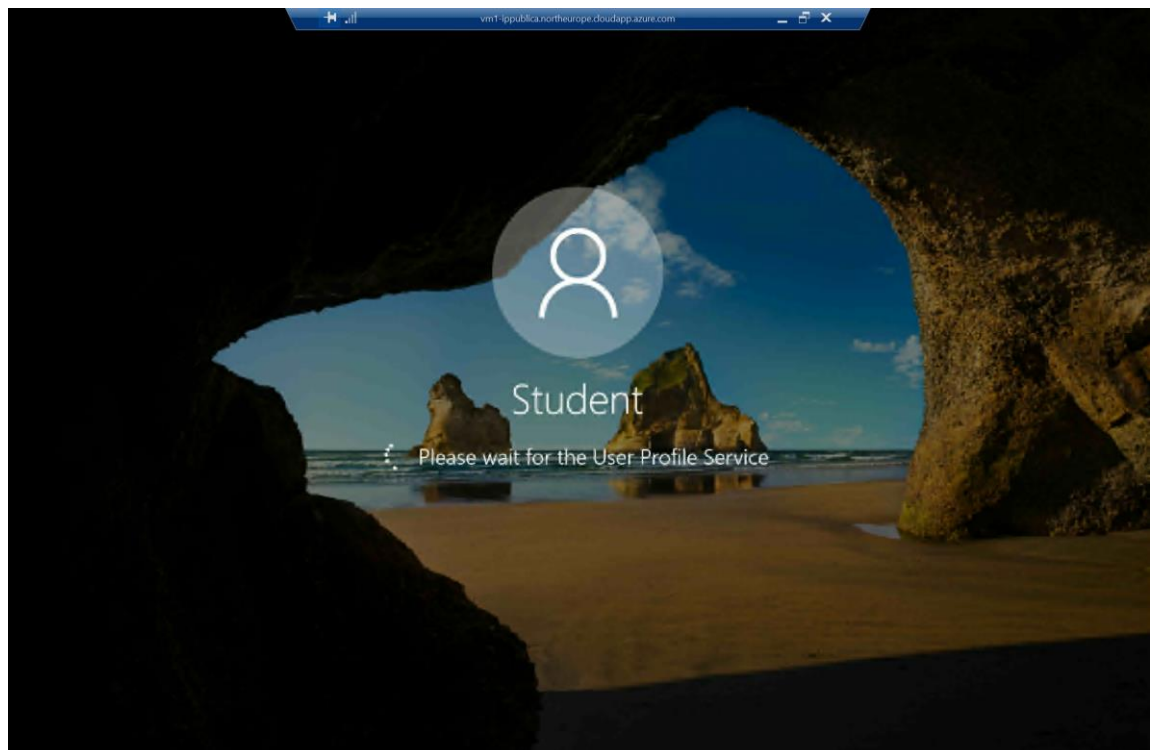 vm1-ippublica.northeurope.cloudapp.azure.com
Student
Please wait for the User Profile Service